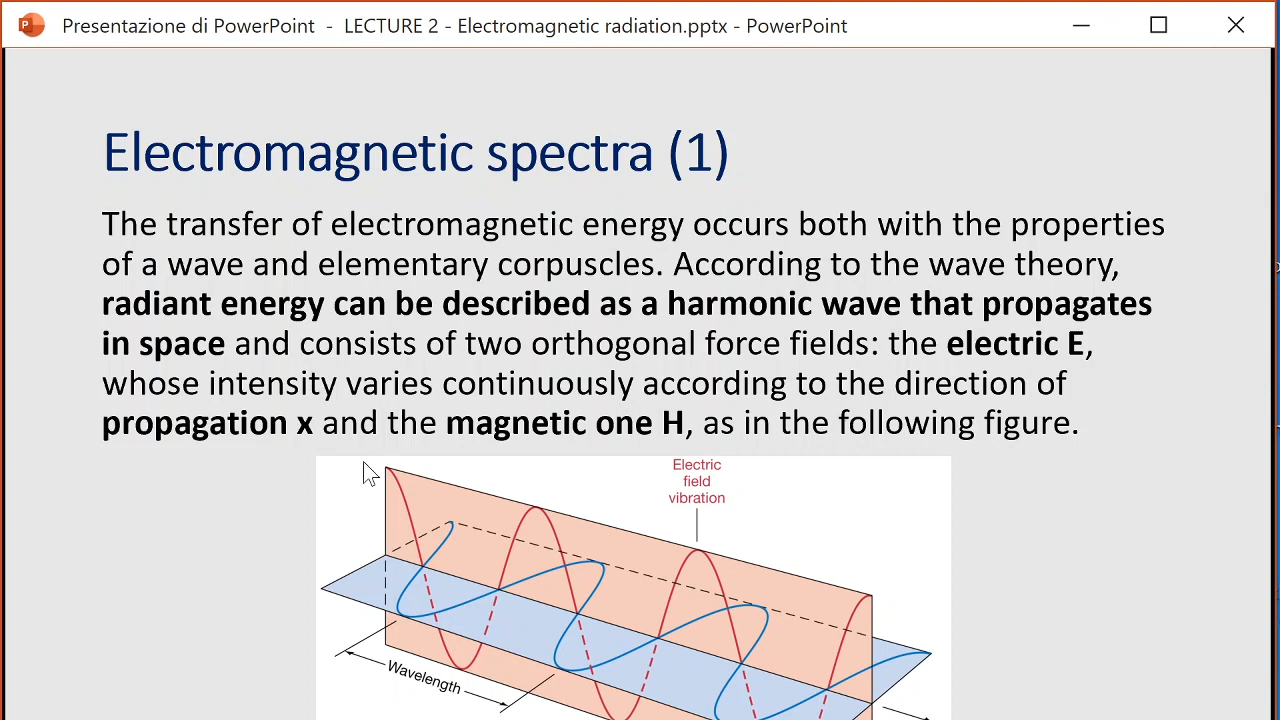 Presentazione di PowerPoint - LECTURE 2 - Electromagnetic radiation.pptx - PowerPoint
Electromagnetic spectra (1)
The transfer of electromagnetic energy occurs both with the properties
of a wave and elementary corpuscles. According to the wave theory,
radiant energy can be described as a harmonic wave that propagates
in space and consists of two orthogonal force fields: the electric E,
whose intensity varies continuously according to the direction of
propagation x and the magnetic one H, as in the following figure.
Electric
field
vibration
Wavelength